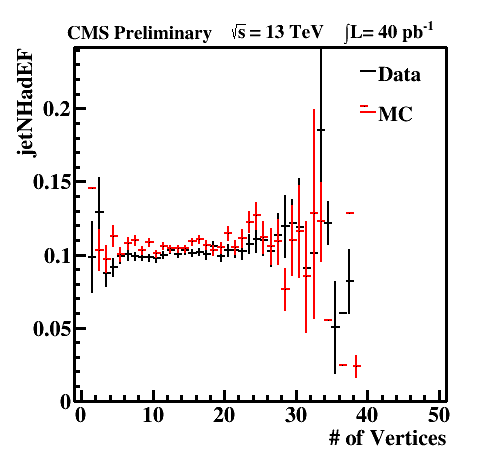 CMS Preliminary √s = 13 TeV ∫L= 40 pb⁻¹
jetNHadEF
Data
MC
0.2
0.15
0.1
0.05
0
0 10 20 30 40 50
# of Vertices